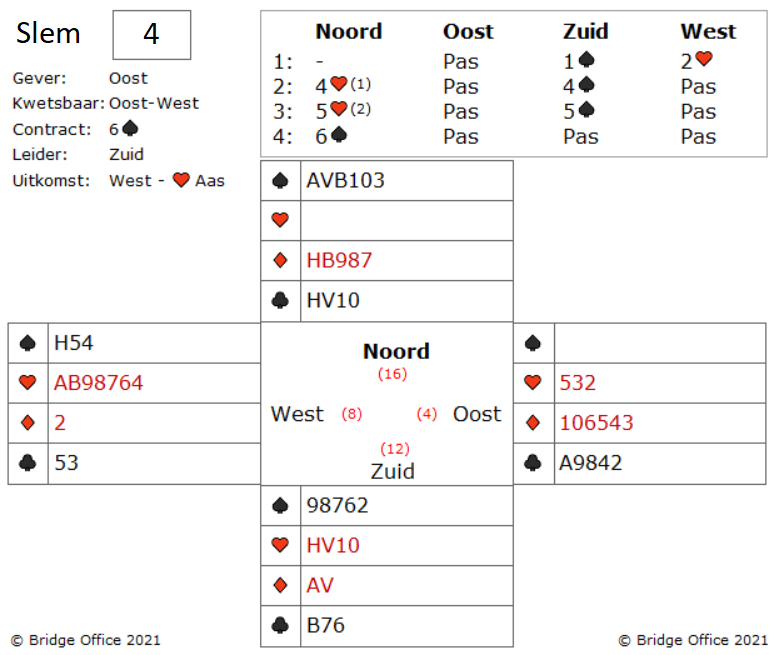 Slem 4
Gever: Oost
Kwetsbaar: Oost-West
Contract: 6♠
Leider: Zuid
Uitkomst: West - ♥ Aas
Noord Oost Zuid West
1: - Pas 1♠ 2♥
2: 4♥(1) Pas 4♠ Pas
3: 5♥(2) Pas 5♠ Pas
4: 6♠ Pas Pas Pas
♠ AVB103
♥
♦ HB987
♣ HV10
♠ H54
♥ AB98764
♦ 2
♣ 53
Noord
(16)
West (8) (4) Oost
(12)
Zuid
♠
♥ 532
♦ 106543
♣ A9842
♠ 98762
♥ HV10
♦ AV
♣ B76
© Bridge Office 2021
© Bridge Office 2021